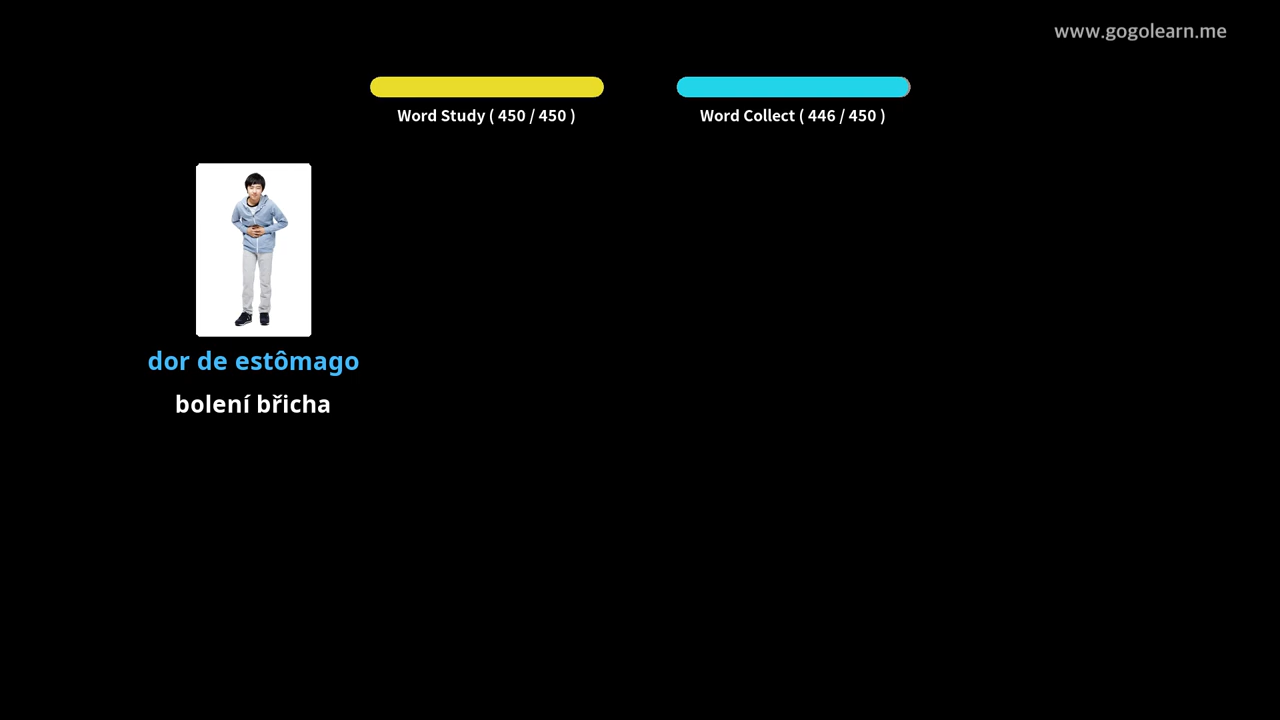 www.gogolearn.me
Word Study ( 450 / 450 )
Word Collect ( 446 / 450 )
dor de estômago
bolení břicha